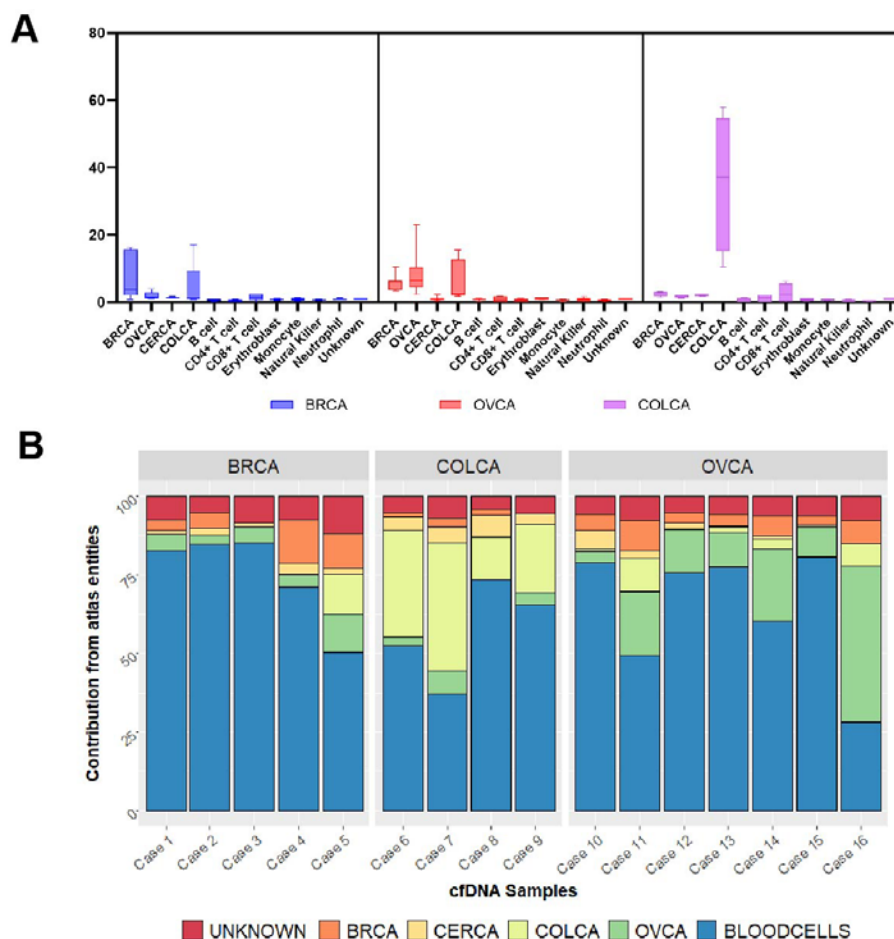 A
80
60
40
20
0
BRCA OVCA CERCA COLCA B cell CD4+ T cell CD8+ T cell Erythroblast Monocyte Natural Killer Neutrophil Unknown BRCA OVCA CERCA COLCA B cell CD4+ T cell CD8+ T cell Erythroblast Monocyte Natural Killer Neutrophil Unknown BRCA OVCA CERCA COLCA B cell CD4+ T cell CD8+ T cell Erythroblast Monocyte Natural Killer Neutrophil Unknown
BRCA OVCA COLCA
B
BRCA COLCA OVCA
Contribution from atlas entities
100
75
50
25
0
Case 1 Case 2 Case 3 Case 4 Case 5 Case 6 Case 7 Case 8 Case 9 Case 10 Case 11 Case 12 Case 13 Case 14 Case 15 Case 16
cfDNA Samples
UNKNOWN BRCA CERCA COLCA OVCA BLOODCELLS